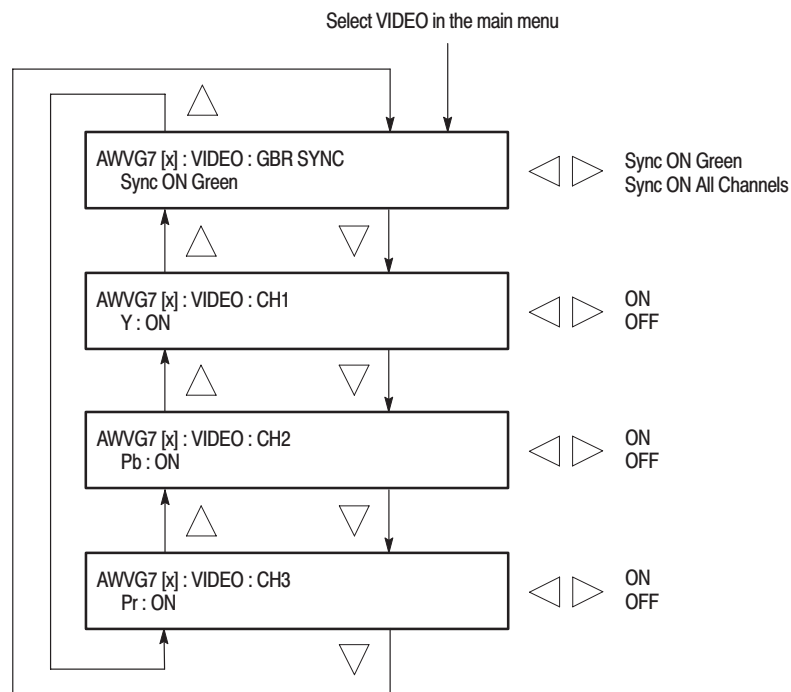 Select VIDEO in the main menu
AWVG7 [x] : VIDEO : GBR SYNC
Sync ON Green
Sync ON Green
Sync ON All Channels
AWVG7 [x] : VIDEO : CH1
Y : ON
ON
OFF
AWVG7 [x] : VIDEO : CH2
Pb : ON
ON
OFF
AWVG7 [x] : VIDEO : CH3
Pr : ON
ON
OFF